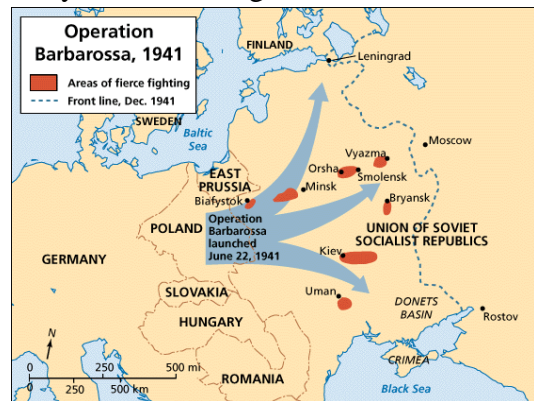 Operation
Barbarossa, 1941
Areas of fierce fighting
Front line, Dec. 1941
FINLAND
Leningrad
SWEDEN
Baltic
Sea
Moscow
Vyazma
Orsha
Smolensk
EAST
PRUSSIA
Minsk
Biafystok
Bryansk
Operation
Barbarossa
launched
June 22, 1941
POLAND
UNION OF SOVIET
SOCIALIST REPUBLICS
GERMANY
Kiev
SLOVAKIA
Uman
DONETS
BASIN
Rostov
HUNGARY
N
CRIMEA
ROMANIA
Black Sea
0 250 500 mi
0 250 500 km